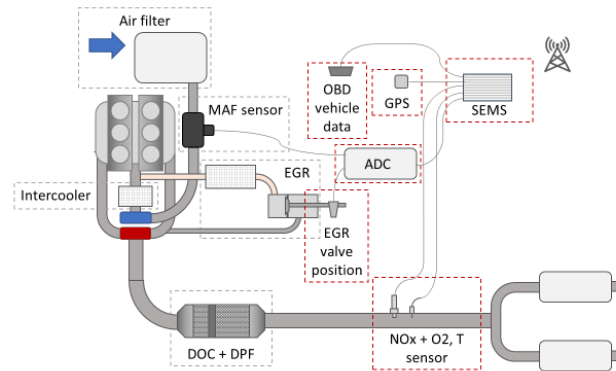 Air filter
MAF sensor
OBD
vehicle
data
GPS
SEMS
ADC
EGR
Intercooler
EGR
valve
position
DOC + DPF
NOx + O2, T
sensor